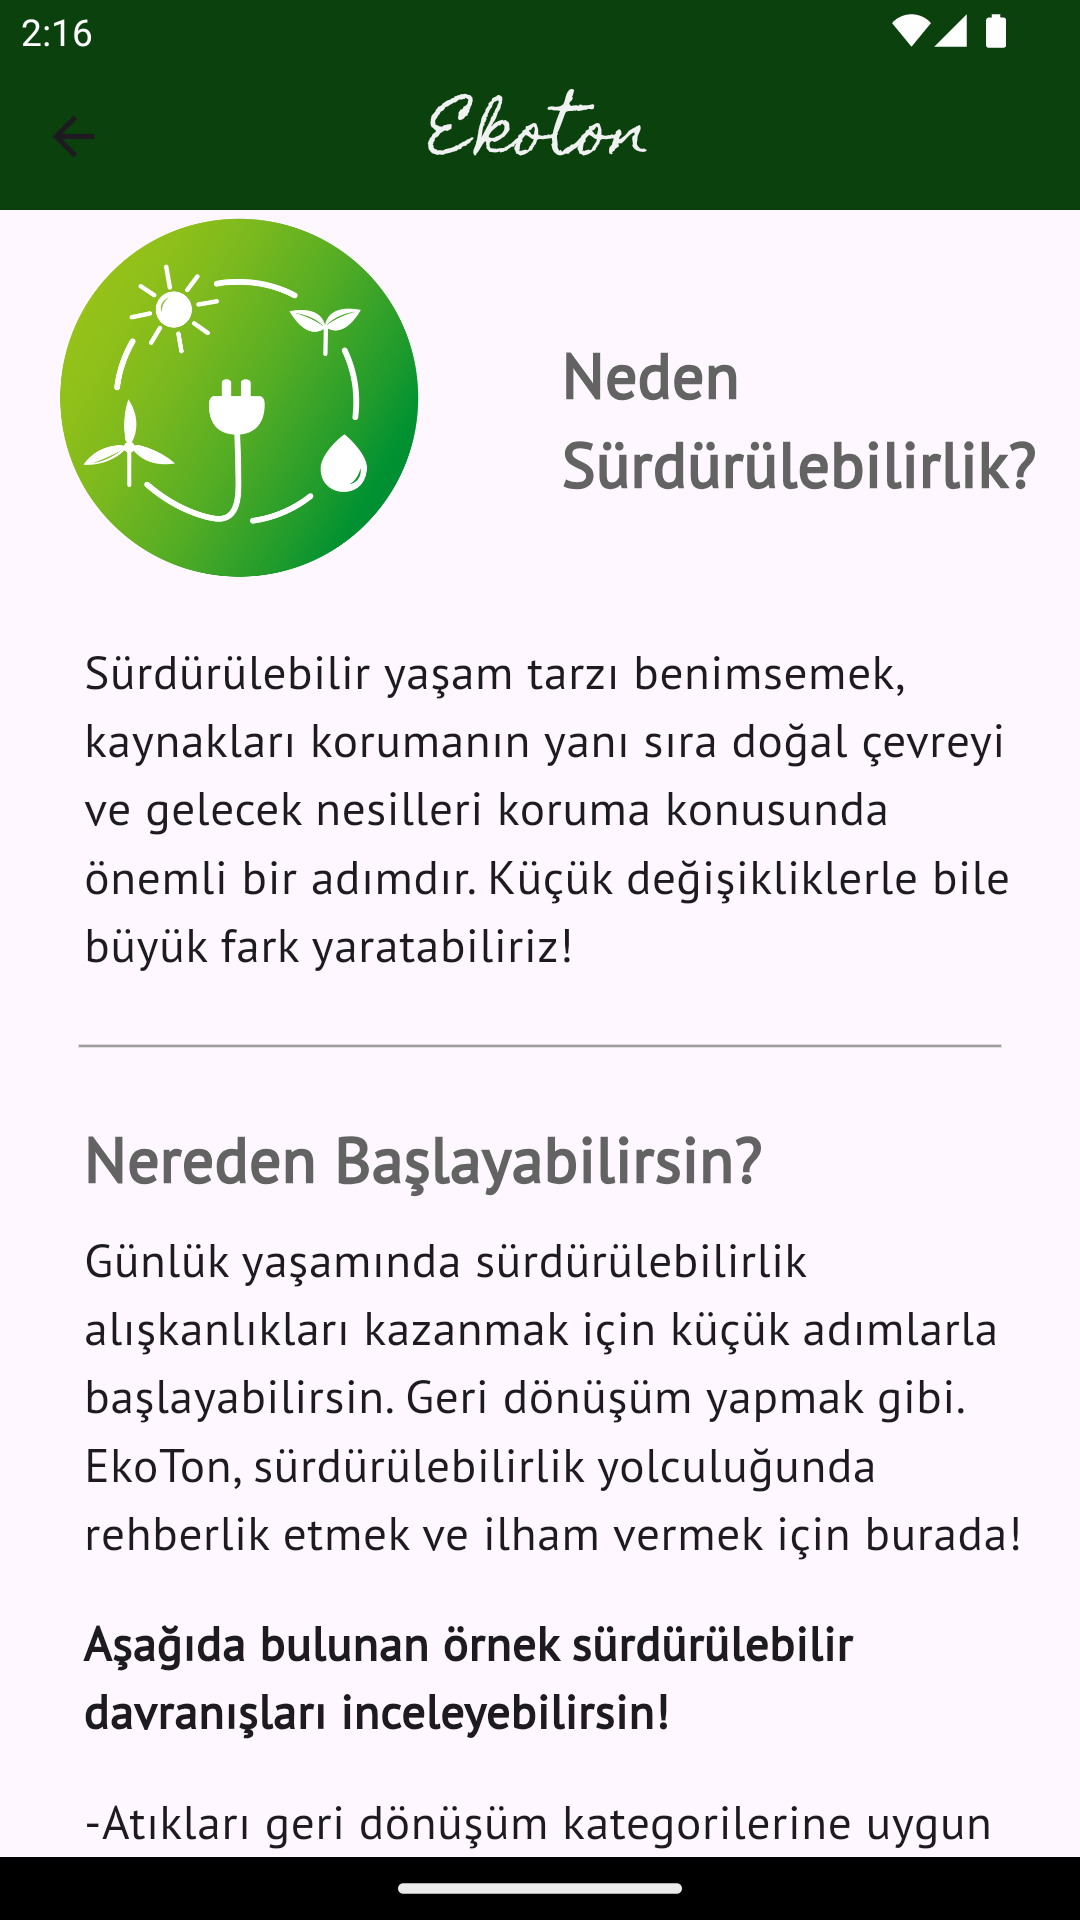 2:16
Ekoton
Neden
Sürdürülebilirlik?
Sürdürülebilir yaşam tarzı benimsemek,
kaynakları korumanın yanı sıra doğal çevreyi
ve gelecek nesilleri koruma konusunda
önemli bir adımdır. Küçük değişikliklerle bile
büyük fark yaratabiliriz!
Nereden Başlayabilirsin?
Günlük yaşamında sürdürülebilirlik
alışkanlıkları kazanmak için küçük adımlarla
başlayabilirsin. Geri dönüşüm yapmak gibi.
EkoTon, sürdürülebilirlik yolculuğunda
rehberlik etmek ve ilham vermek için burada!
Aşağıda bulunan örnek sürdürülebilir
davranışları inceleyebilirsin!
-Atıkları geri dönüşüm kategorilerine uygun